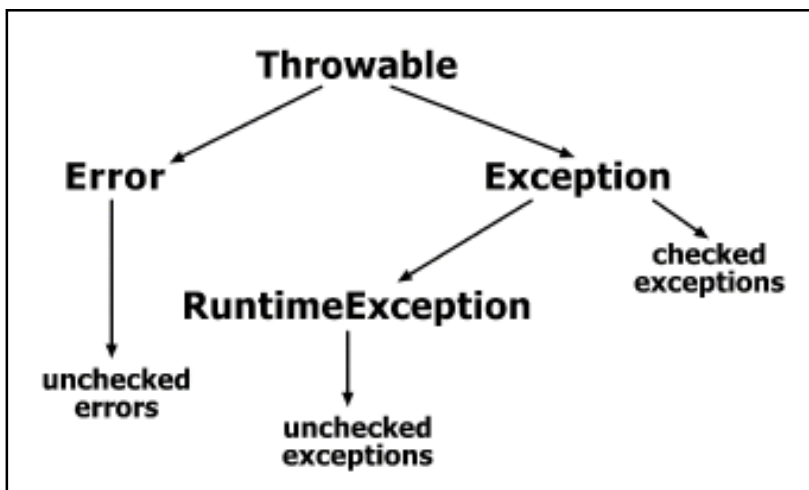 Throwable
Error
Exception
checked
exceptions
RuntimeException
unchecked
errors
unchecked
exceptions